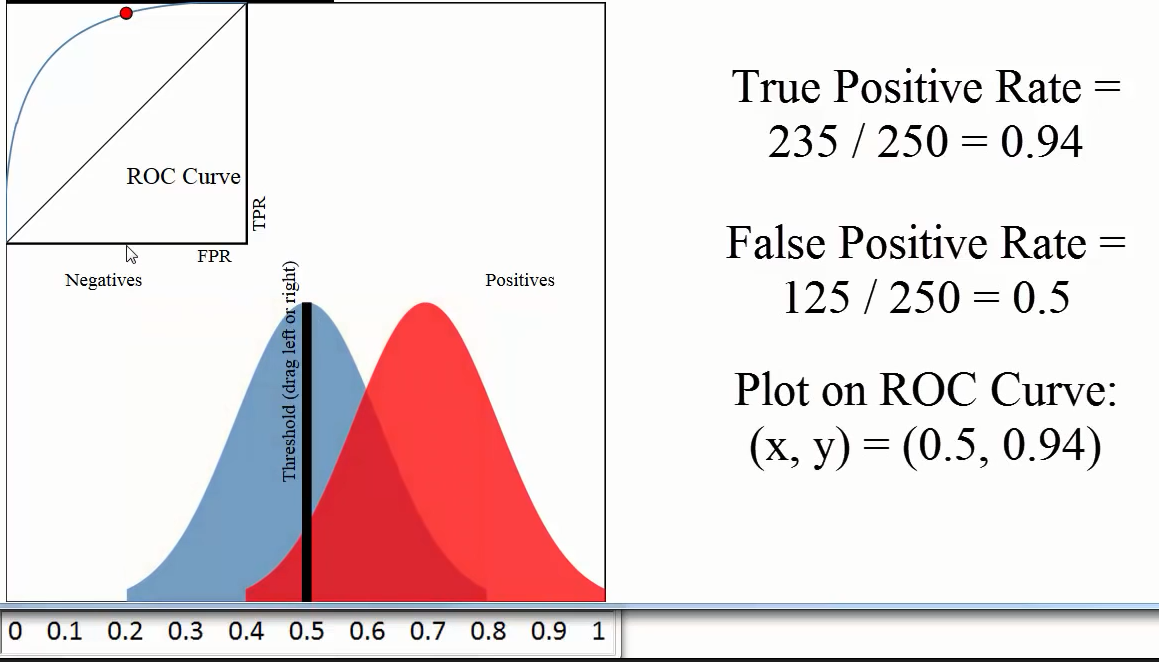 ROC Curve
TPR
FPR
Negatives
Positives
Threshold (drag left or right)
0 0.1 0.2 0.3 0.4 0.5 0.6 0.7 0.8 0.9 1
True Positive Rate =
235 / 250 = 0.94
False Positive Rate =
125 / 250 = 0.5
Plot on ROC Curve:
(x, y) = (0.5, 0.94)